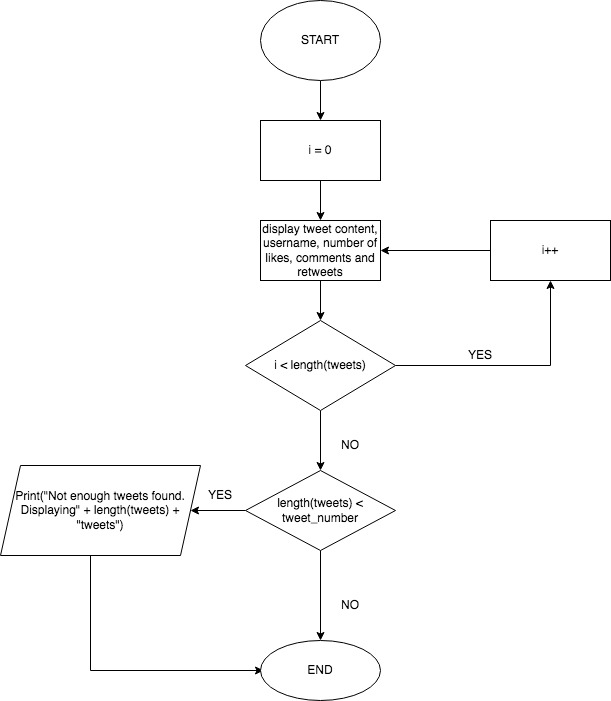 START
i = 0
display tweet content,
username, number of
likes, comments and
retweets
i++
i < length(tweets)
YES
NO
length(tweets) <
tweet_number
YES
Print("Not enough tweets found.
Displaying" + length(tweets) +
"tweets")
NO
END